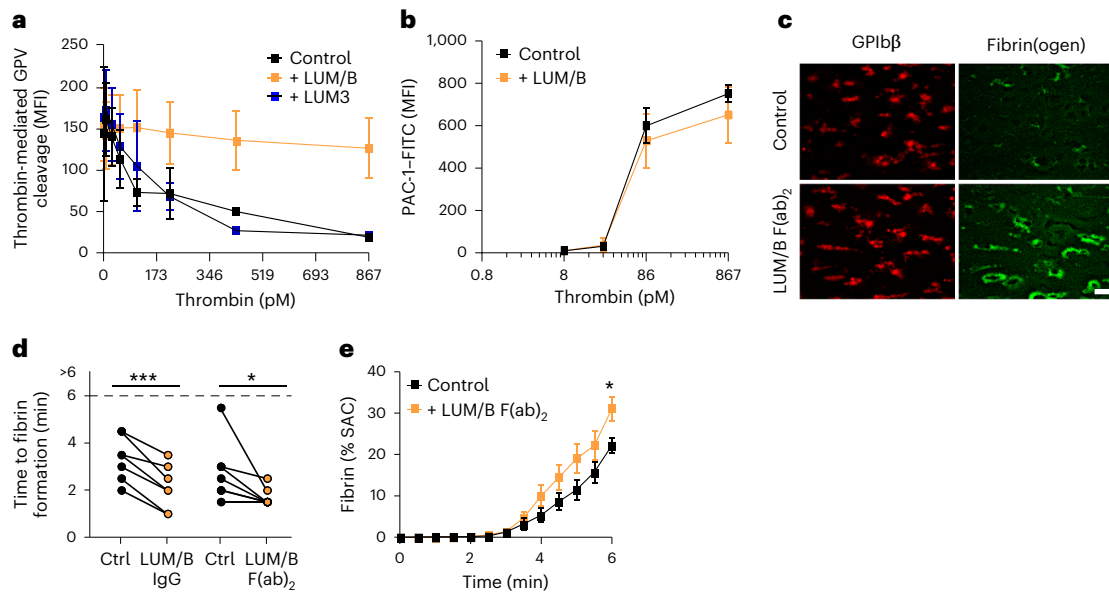 a
Thrombin-mediated GPV
cleavage (MFI)
250
200
150
100
50
0
Control
+ LUM/B
+ LUM3
0 173 346 519 693 867
Thrombin (pM)
b
PAC-1–FITC (MFI)
1,000
800
600
400
200
0
Control
+ LUM/B
0.8 8 86 867
Thrombin (pM)
c
GPIbβ Fibrin(ogen)
Control
LUM/B F(ab)₂
d
Time to fibrin
formation (min)
>6
6
4
2
0
*** *
Ctrl LUM/B Ctrl LUM/B
IgG F(ab)₂
e
Fibrin (% SAC)
40
30
20
10
0
Control
+ LUM/B F(ab)₂
*
0 2 4 6
Time (min)